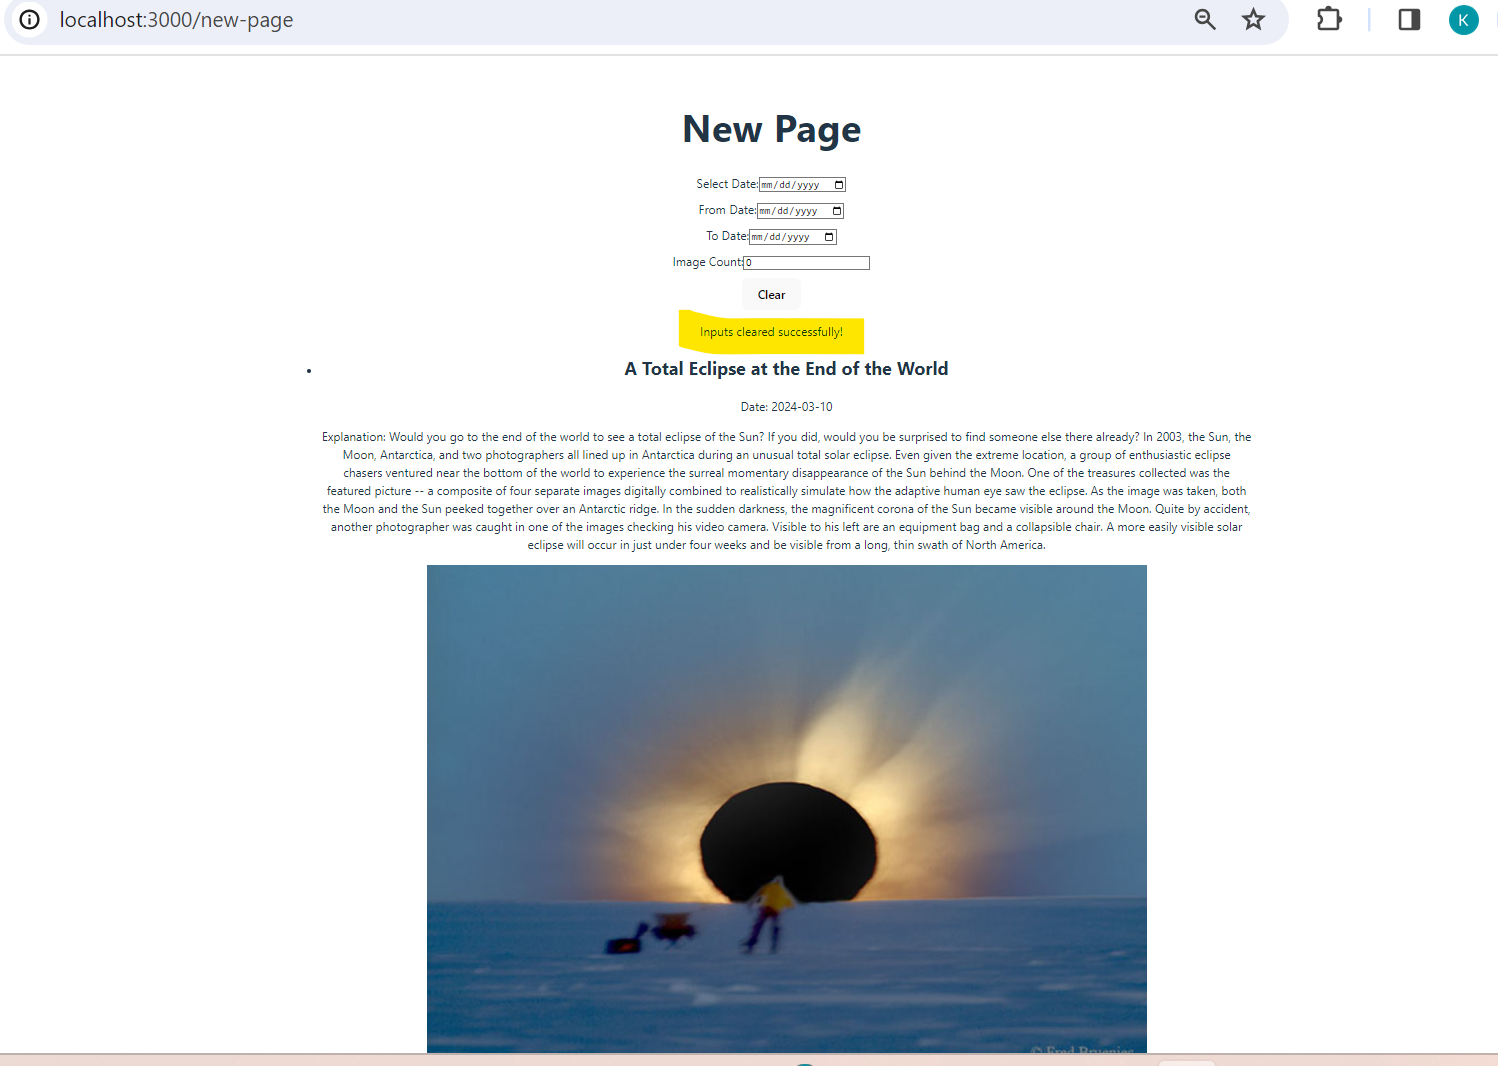 localhost:3000/new-page
K
New Page
Select Date: mm/dd/yyyy
From Date: mm/dd/yyyy
To Date: mm/dd/yyyy
Image Count: 0
Clear
Inputs cleared successfully!
A Total Eclipse at the End of the World
Date: 2024-03-10
Explanation: Would you go to the end of the world to see a total eclipse of the Sun? If you did, would you be surprised to find someone else there already? In 2003, the Sun, the
Moon, Antarctica, and two photographers all lined up in Antarctica during an unusual total solar eclipse. Even given the extreme location, a group of enthusiastic eclipse
chasers ventured near the bottom of the world to experience the surreal momentary disappearance of the Sun behind the Moon. One of the treasures collected was the
featured picture -- a composite of four separate images digitally combined to realistically simulate how the adaptive human eye saw the eclipse. As the image was taken, both
the Moon and the Sun peeked together over an Antarctic ridge. In the sudden darkness, the magnificent corona of the Sun became visible around the Moon. Quite by accident,
another photographer was caught in one of the images checking his video camera. Visible to his left are an equipment bag and a collapsible chair. A more easily visible solar
eclipse will occur in just under four weeks and be visible from a long, thin swath of North America.
© Fred